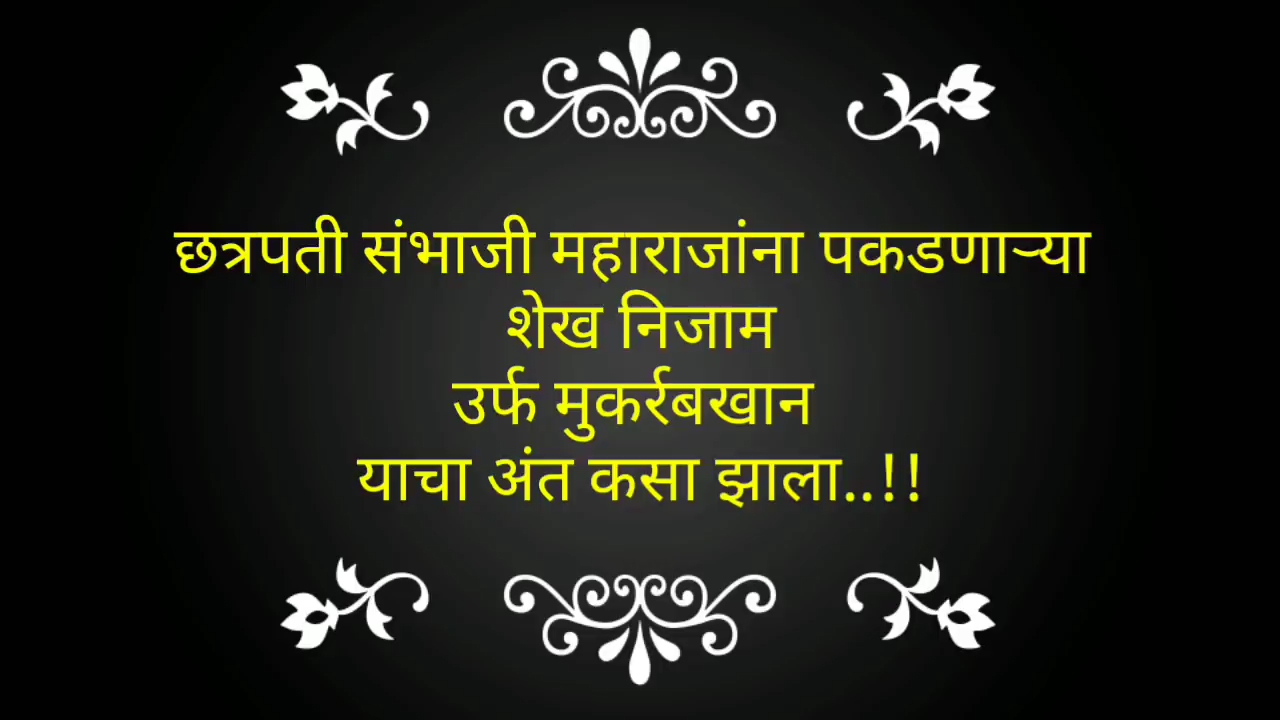 छत्रपती संभाजी महाराजांना पकडणाऱ्या
शेख निजाम
उर्फ मुकर्रबखान
याचा अंत कसा झाला..!!